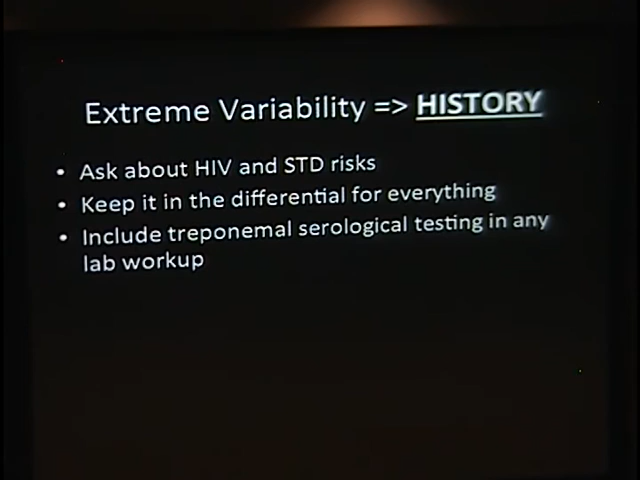 Extreme Variability => HISTORY
• Ask about HIV and STD risks
• Keep it in the differential for everything
• Include treponemal serological testing in any
lab workup